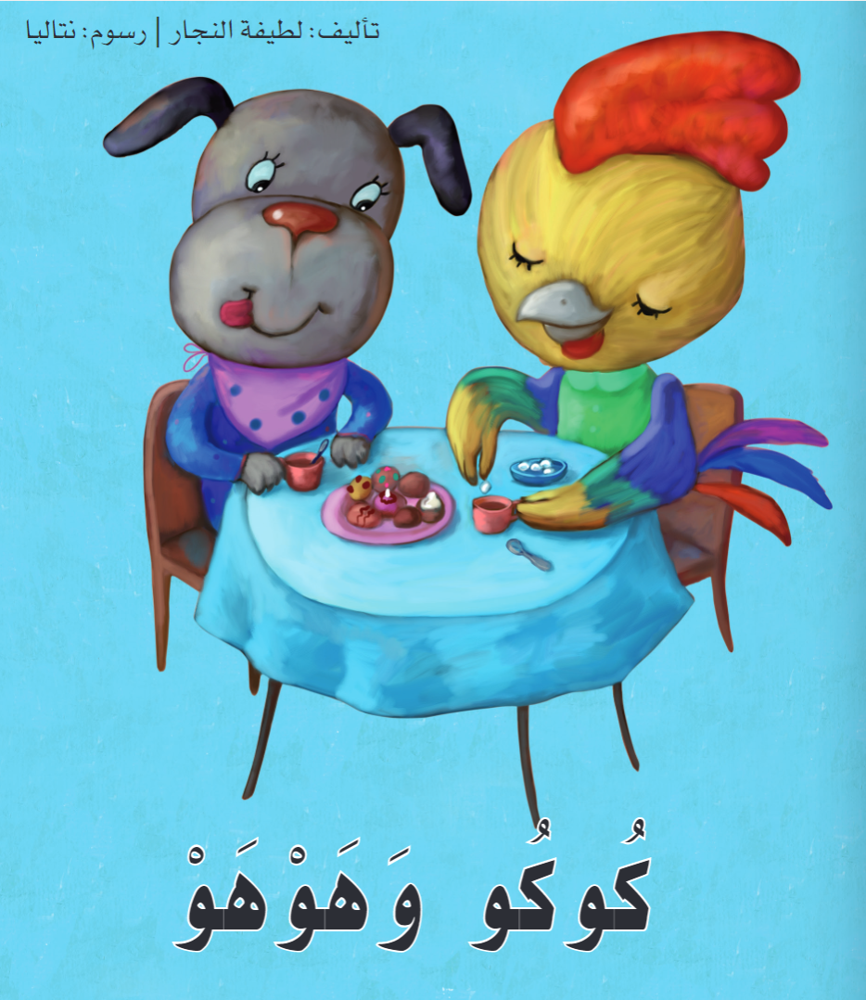 تأليف: لطيفة النجار | رسوم: نتاليا
كُوكُو وَهَوْهَوْ